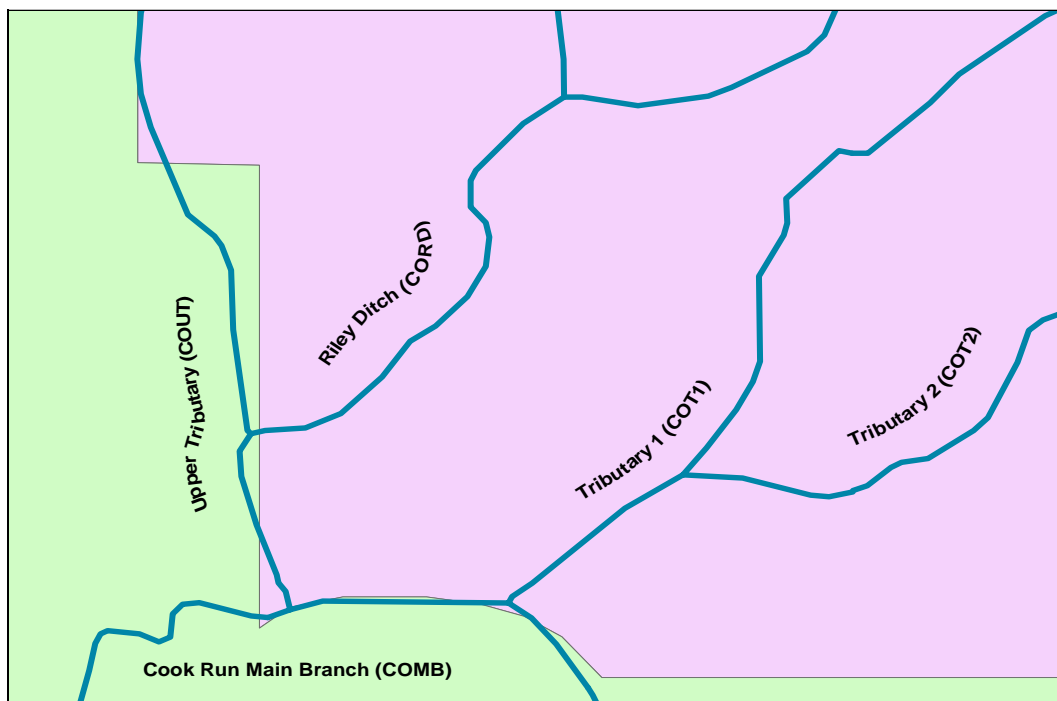 Upper Tributary (COUT)
Riley Ditch (CORD)
Tributary 1 (COT1)
Tributary 2 (COT2)
Cook Run Main Branch (COMB)